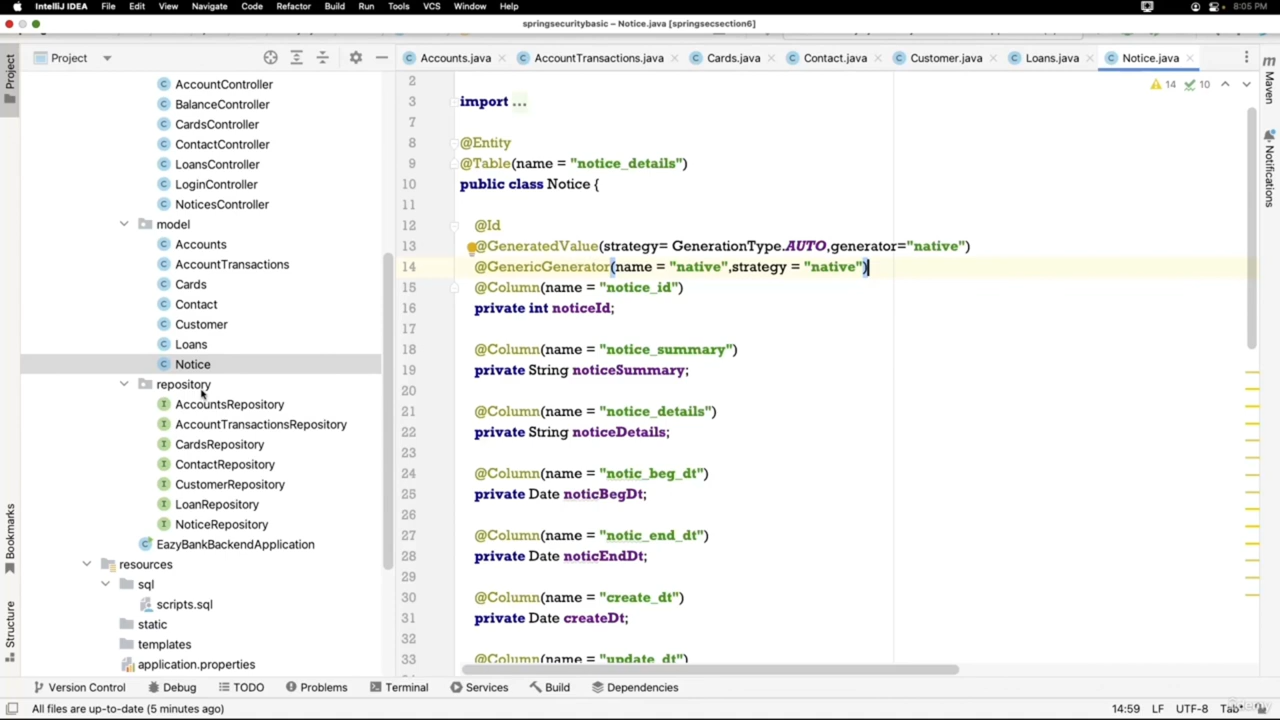 IntelliJ IDEA File Edit View Navigate Code Refactor Build Run Tools VCS Window Help 8:05 PM
springsecuritybasic – Notice.java [springsecsection6]
Project
Accounts.java AccountTransactions.java Cards.java Contact.java Customer.java Loans.java Notice.java
Project
Bookmarks
Structure
AccountController
BalanceController
CardsController
ContactController
LoansController
LoginController
NoticesController
model
Accounts
AccountTransactions
Cards
Contact
Customer
Loans
Notice
repository
AccountsRepository
AccountTransactionsRepository
CardsRepository
ContactRepository
CustomerRepository
LoanRepository
NoticeRepository
EazyBankBackendApplication
resources
sql
scripts.sql
static
templates
application.properties
14 10
2
3 import ...
7
8 @Entity
9 @Table(name = "notice_details")
10 public class Notice {
11
12 @Id
13 @GeneratedValue(strategy= GenerationType.AUTO,generator="native")
14 @GenericGenerator(name = "native",strategy = "native")
15 @Column(name = "notice_id")
16 private int noticeId;
17
18 @Column(name = "notice_summary")
19 private String noticeSummary;
20
21 @Column(name = "notice_details")
22 private String noticeDetails;
23
24 @Column(name = "notic_beg_dt")
25 private Date noticBegDt;
26
27 @Column(name = "notic_end_dt")
28 private Date noticEndDt;
29
30 @Column(name = "create_dt")
31 private Date createDt;
32
33 @Column(name = "update_dt")
Maven
Notifications
Version Control Debug TODO Problems Terminal Services Build Dependencies
All files are up-to-date (5 minutes ago) 14:59 LF UTF-8 Tab*